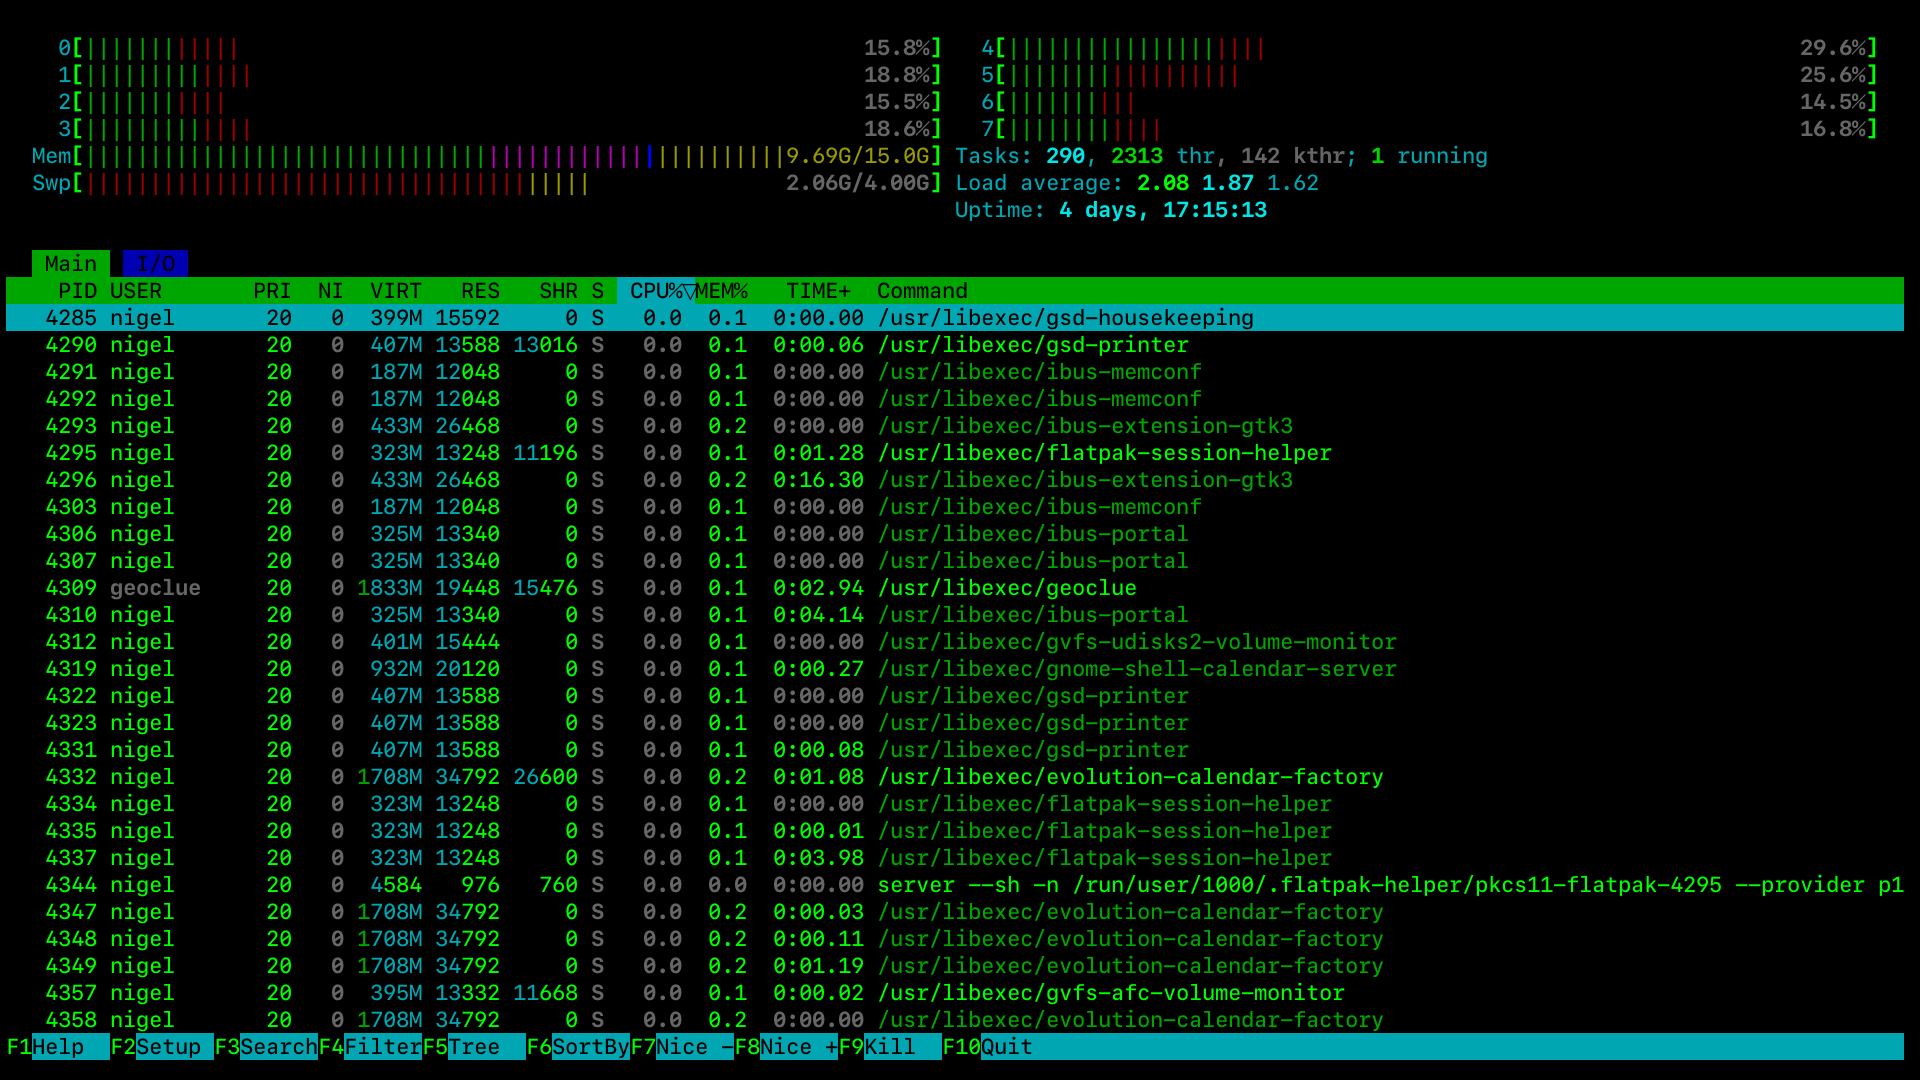 0[||||||||||||                                                15.8%]   4[||||||||||||||||||||                                         29.6%]
1[|||||||||||||                                               18.8%]   5[||||||||||||||||||                                           25.6%]
2[|||||||||||                                                 15.5%]   6[||||||||||                                                   14.5%]
3[|||||||||||||                                               18.6%]   7[||||||||||||                                                 16.8%]
Mem[||||||||||||||||||||||||||||||||||||||||||||||||||||||9.69G/15.0G] Tasks: 290, 2313 thr, 142 kthr; 1 running
Swp[|||||||||||||||||||||||||||||||||||||||               2.06G/4.00G] Load average: 2.08 1.87 1.62
Uptime: 4 days, 17:15:13
Main I/O
PID USER PRI NI VIRT RES SHR S CPU%▽MEM% TIME+ Command
4285 nigel 20 0 399M 15592 0 S 0.0 0.1 0:00.00 /usr/libexec/gsd-housekeeping
4290 nigel 20 0 407M 13588 13016 S 0.0 0.1 0:00.06 /usr/libexec/gsd-printer
4291 nigel 20 0 187M 12048 0 S 0.0 0.1 0:00.00 /usr/libexec/ibus-memconf
4292 nigel 20 0 187M 12048 0 S 0.0 0.1 0:00.00 /usr/libexec/ibus-memconf
4293 nigel 20 0 433M 26468 0 S 0.0 0.2 0:00.00 /usr/libexec/ibus-extension-gtk3
4295 nigel 20 0 323M 13248 11196 S 0.0 0.1 0:01.28 /usr/libexec/flatpak-session-helper
4296 nigel 20 0 433M 26468 0 S 0.0 0.2 0:16.30 /usr/libexec/ibus-extension-gtk3
4303 nigel 20 0 187M 12048 0 S 0.0 0.1 0:00.00 /usr/libexec/ibus-memconf
4306 nigel 20 0 325M 13340 0 S 0.0 0.1 0:00.00 /usr/libexec/ibus-portal
4307 nigel 20 0 325M 13340 0 S 0.0 0.1 0:00.00 /usr/libexec/ibus-portal
4309 geoclue 20 0 1833M 19448 15476 S 0.0 0.1 0:02.94 /usr/libexec/geoclue
4310 nigel 20 0 325M 13340 0 S 0.0 0.1 0:04.14 /usr/libexec/ibus-portal
4312 nigel 20 0 401M 15444 0 S 0.0 0.1 0:00.00 /usr/libexec/gvfs-udisks2-volume-monitor
4319 nigel 20 0 932M 20120 0 S 0.0 0.1 0:00.27 /usr/libexec/gnome-shell-calendar-server
4322 nigel 20 0 407M 13588 0 S 0.0 0.1 0:00.00 /usr/libexec/gsd-printer
4323 nigel 20 0 407M 13588 0 S 0.0 0.1 0:00.00 /usr/libexec/gsd-printer
4331 nigel 20 0 407M 13588 0 S 0.0 0.1 0:00.08 /usr/libexec/gsd-printer
4332 nigel 20 0 1708M 34792 26600 S 0.0 0.2 0:01.08 /usr/libexec/evolution-calendar-factory
4334 nigel 20 0 323M 13248 0 S 0.0 0.1 0:00.00 /usr/libexec/flatpak-session-helper
4335 nigel 20 0 323M 13248 0 S 0.0 0.1 0:00.01 /usr/libexec/flatpak-session-helper
4337 nigel 20 0 323M 13248 0 S 0.0 0.1 0:03.98 /usr/libexec/flatpak-session-helper
4344 nigel 20 0 4584 976 760 S 0.0 0.0 0:00.00 server --sh -n /run/user/1000/.flatpak-helper/pkcs11-flatpak-4295 --provider p1
4347 nigel 20 0 1708M 34792 0 S 0.0 0.2 0:00.03 /usr/libexec/evolution-calendar-factory
4348 nigel 20 0 1708M 34792 0 S 0.0 0.2 0:00.11 /usr/libexec/evolution-calendar-factory
4349 nigel 20 0 1708M 34792 0 S 0.0 0.2 0:01.19 /usr/libexec/evolution-calendar-factory
4357 nigel 20 0 395M 13332 11668 S 0.0 0.1 0:00.02 /usr/libexec/gvfs-afc-volume-monitor
4358 nigel 20 0 1708M 34792 0 S 0.0 0.2 0:00.00 /usr/libexec/evolution-calendar-factory
F1Help F2Setup F3SearchF4FilterF5Tree F6SortByF7Nice -F8Nice +F9Kill F10Quit